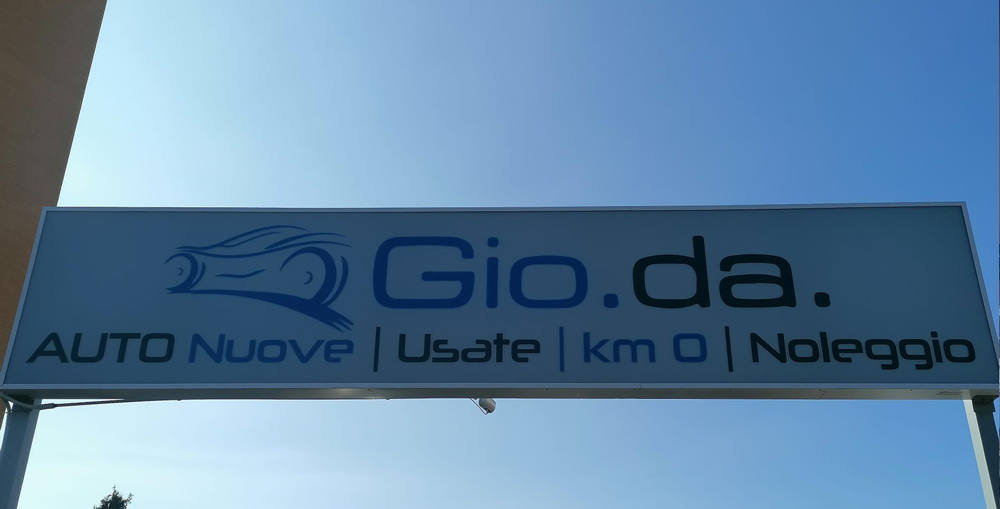 Gio.da.
AUTO Nuove | Usate | km 0 | Noleggio